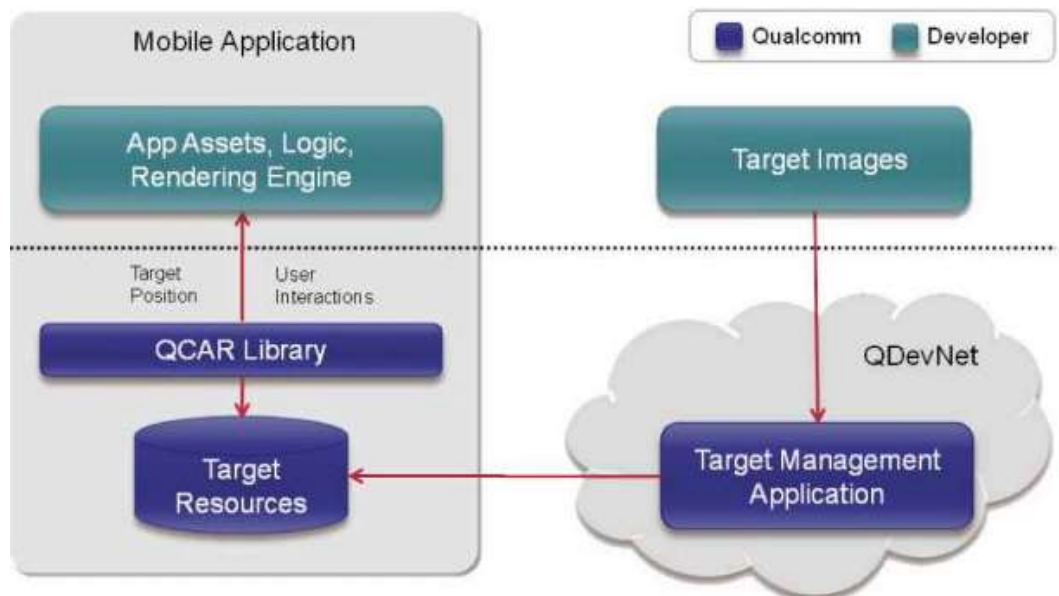 Mobile Application
Qualcomm
Developer
App Assets, Logic,
Rendering Engine
Target Images
Target
Position
User
Interactions
QCAR Library
QDevNet
Target
Resources
Target Management
Application